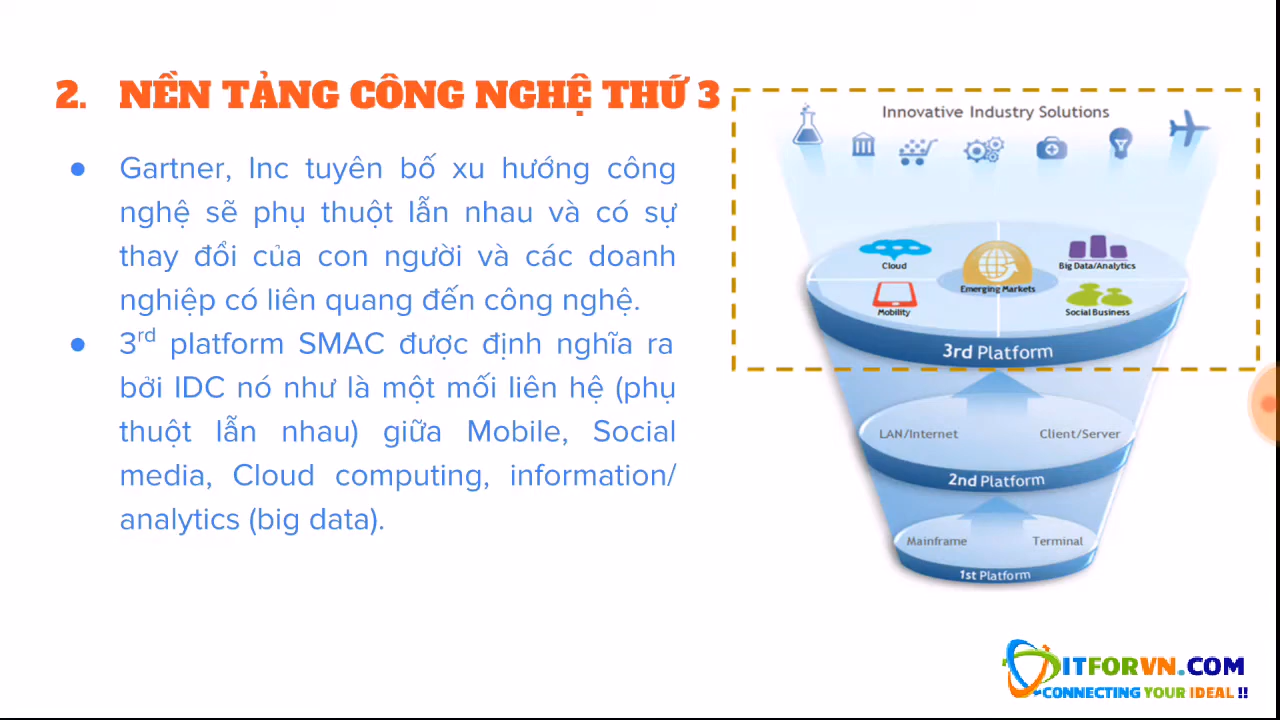 2. NỀN TẢNG CÔNG NGHỆ THỨ 3
Gartner, Inc tuyên bố xu hướng công
nghệ sẽ phụ thuột lẫn nhau và có sự
thay đổi của con người và các doanh
nghiệp có liên quang đến công nghệ.
3rd platform SMAC được định nghĩa ra
bởi IDC nó như là một mối liên hệ (phụ
thuột lẫn nhau) giữa Mobile, Social
media, Cloud computing, information/
analytics (big data).
Innovative Industry Solutions
Cloud
Big Data/Analytics
Emerging Markets
Mobility
Social Business
3rd Platform
LAN/Internet
Client/Server
2nd Platform
Mainframe
Terminal
1st Platform
ITFORVN.COM
CONNECTING YOUR IDEAL !!